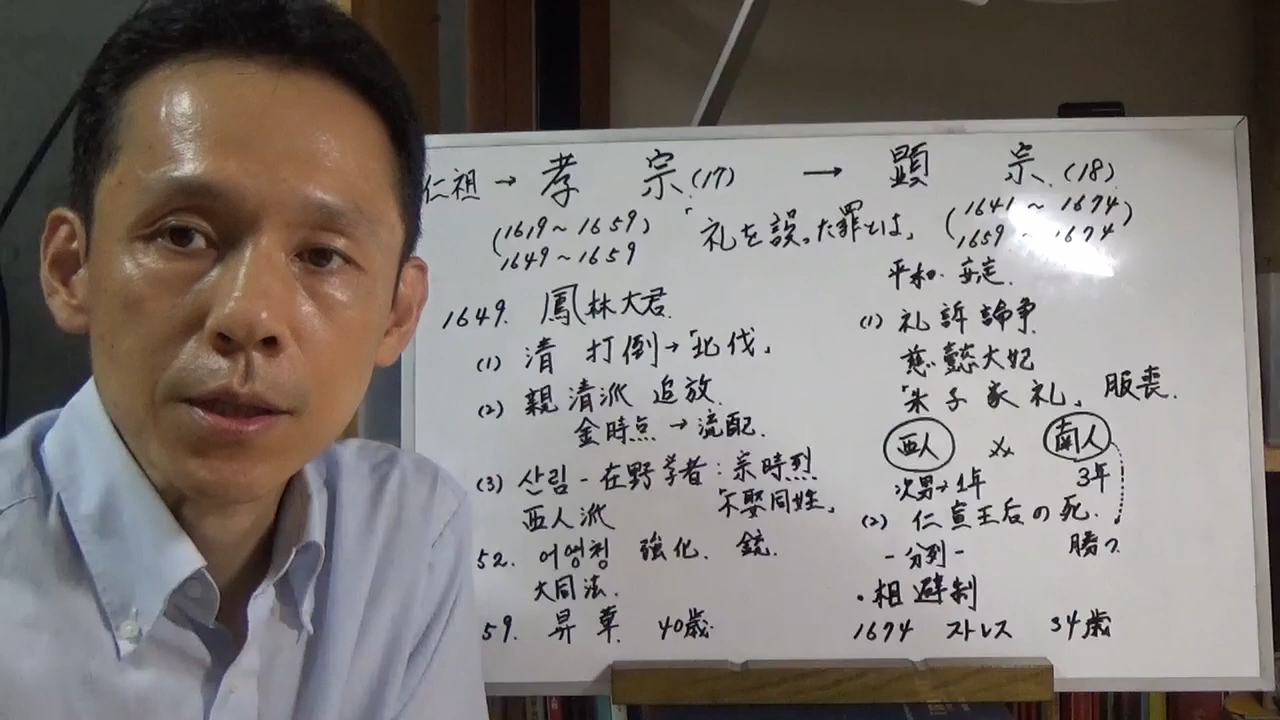 仁祖 → 孝 宗 (17) → 顕 宗 (18)
(1619~1659)
1649~1659
「礼を誤った罪とは」
(1641~1674)
1659~1674
1649. 鳳林大君
(1) 清 打倒→「北伐」
(2) 親清派 追放.
金時点 → 流配.
(3) 산림 - 在野学者: 宗時烈
西人派 不娶同姓」
52. 어영청 強化. 銃.
大同法.
59. 昇華. 40歳.
平和. 安定.
(1) 礼訴論争
慈懿大妃
「朱子家礼」 服喪.
西人 ×× 南人
次男→1年 3年
(2) 仁宣王后の死.
- 分列 - 勝つ
・相避制
1674 ストレス 34歳